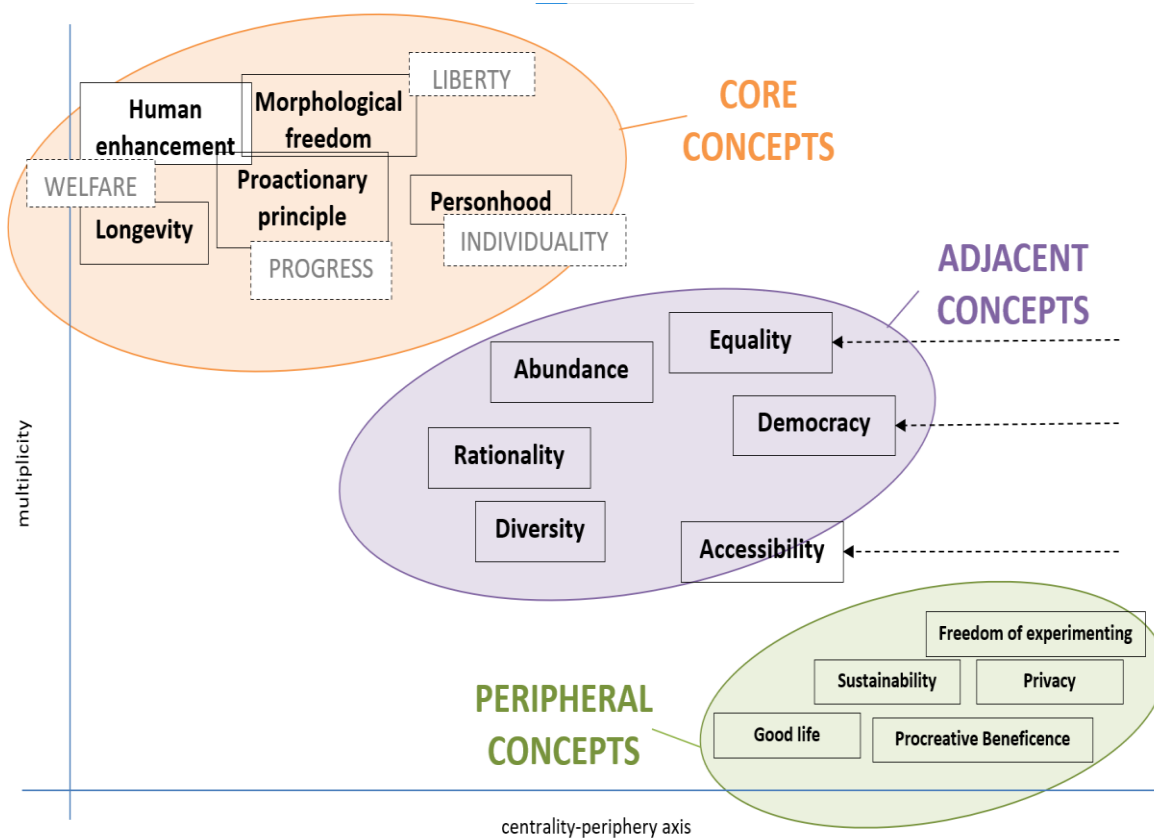 LIBERTY
Human
enhancement
Morphological
freedom
CORE
CONCEPTS
WELFARE
Proactionary
principle
Personhood
Longevity
INDIVIDUALITY
PROGRESS
ADJACENT
CONCEPTS
Equality
Abundance
Democracy
Rationality
multiplicity
Diversity
Accessibility
Freedom of experimenting
Sustainability
Privacy
PERIPHERAL
CONCEPTS
Good life
Procreative Beneficence
centrality-periphery axis